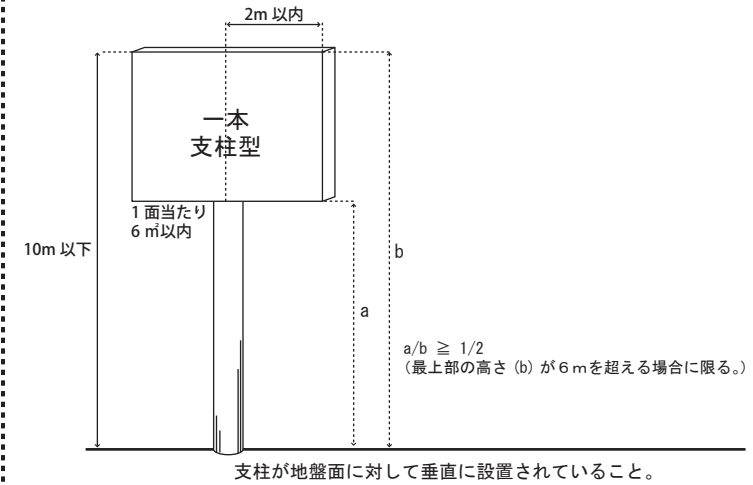 2m 以内
一本
支柱型
1 面当たり
6 ㎡以内
10m 以下
b
a
a/b ≧ 1/2
（最上部の高さ (b) が６ｍを超える場合に限る。）
支柱が地盤面に対して垂直に設置されていること。